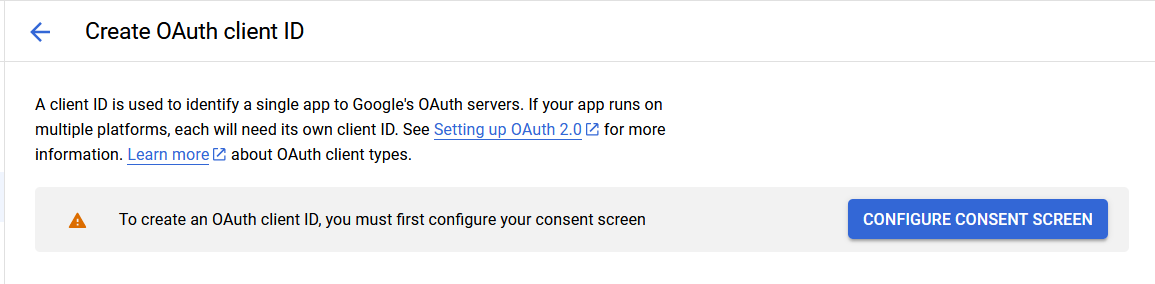 Create OAuth client ID
A client ID is used to identify a single app to Google's OAuth servers. If your app runs on
multiple platforms, each will need its own client ID. See Setting up OAuth 2.0 for more
information. Learn more about OAuth client types.
To create an OAuth client ID, you must first configure your consent screen
CONFIGURE CONSENT SCREEN